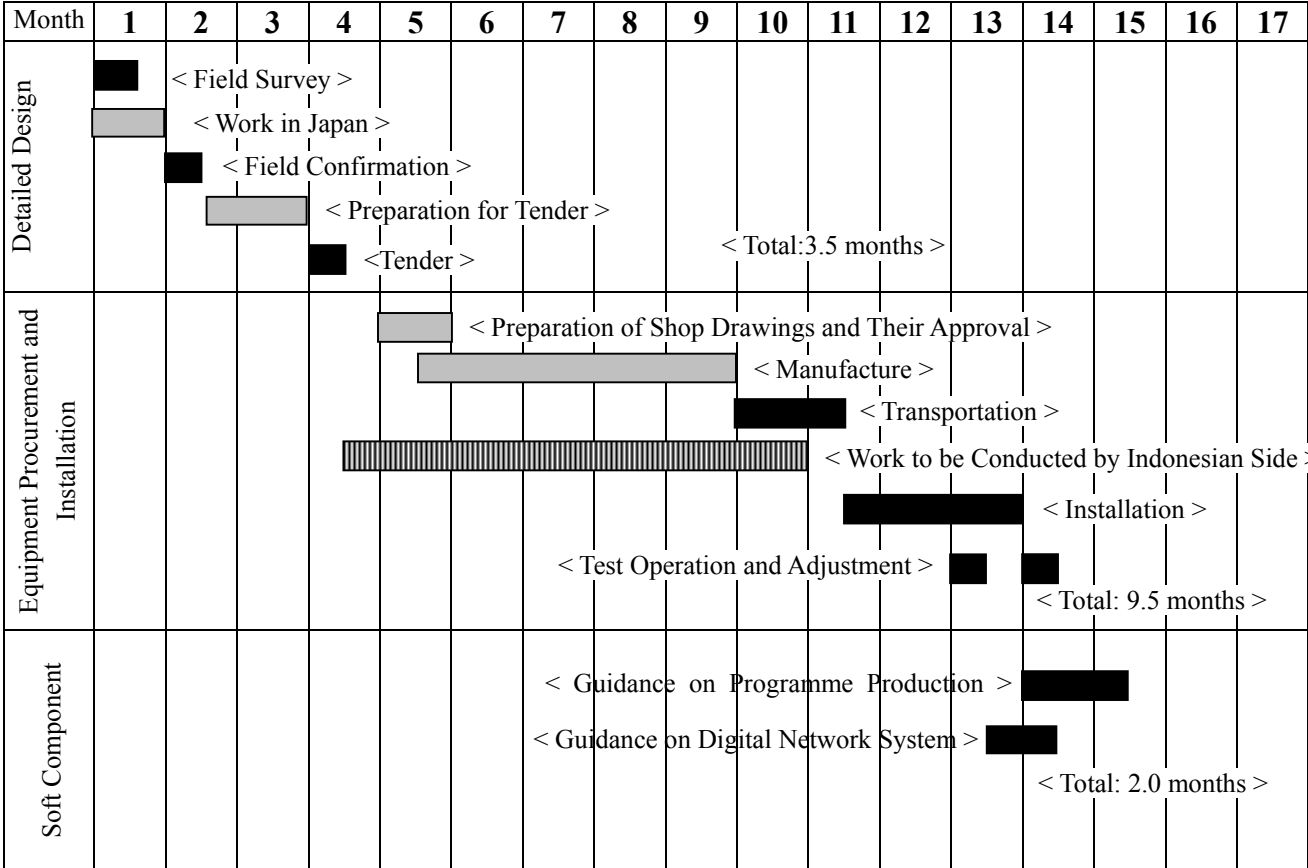 Month 1 2 3 4 5 6 7 8 9 10 11 12 13 14 15 16 17
Detailed Design
< Field Survey >
< Work in Japan >
< Field Confirmation >
< Preparation for Tender >
< Total:3.5 months >
<Tender >
Equipment Procurement and
Installation
< Preparation of Shop Drawings and Their Approval >
< Manufacture >
< Transportation >
< Work to be Conducted by Indonesian Side >
< Installation >
< Test Operation and Adjustment >
< Total: 9.5 months >
Soft Component
< Guidance on Programme Production >
< Guidance on Digital Network System >
< Total: 2.0 months >